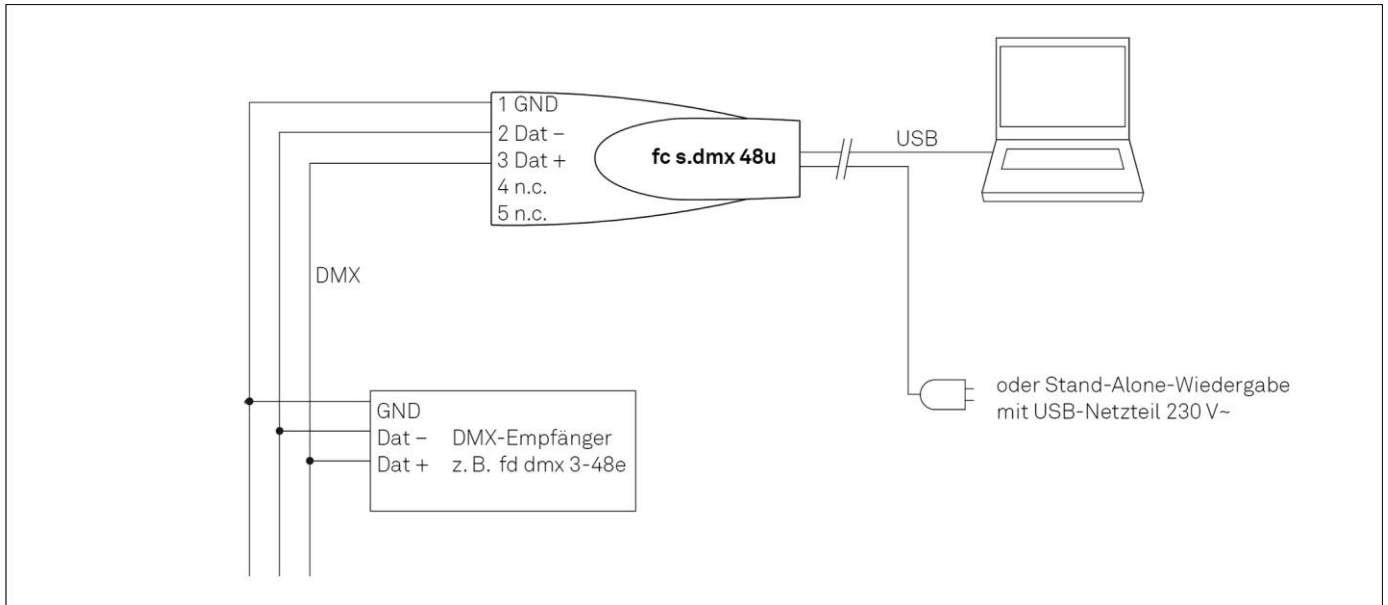 1 GND
2 Dat –
3 Dat +
4 n.c.
5 n.c.
fc s.dmx 48u
USB
DMX
oder Stand-Alone-Wiedergabe
mit USB-Netzteil 230 V~
GND
Dat – DMX-Empfänger
Dat + z. B. fd dmx 3-48e